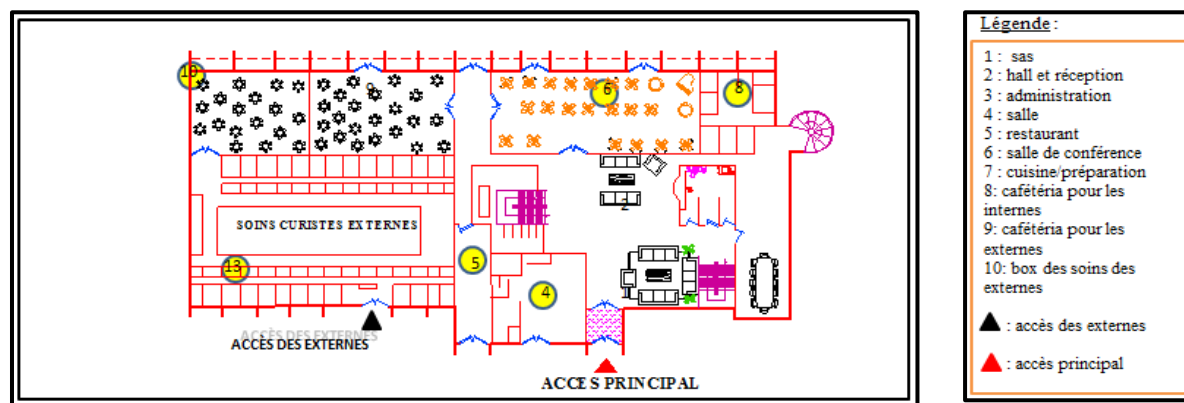 10
9
6
8
2
SOINS CURISTES EXTERNES
13
5
4
ACCÈS DES EXTERNES
ACCÈS DES EXTERNES
ACCES PRINCIPAL
Légende :
1 : sas
2 : hall et réception
3 : administration
4 : salle
5 : restaurant
6 : salle de conférence
7 : cuisine/préparation
8: cafétéria pour les
internes
9: cafétéria pour les
externes
10: box des soins des
externes
: accès des externes
: accès principal